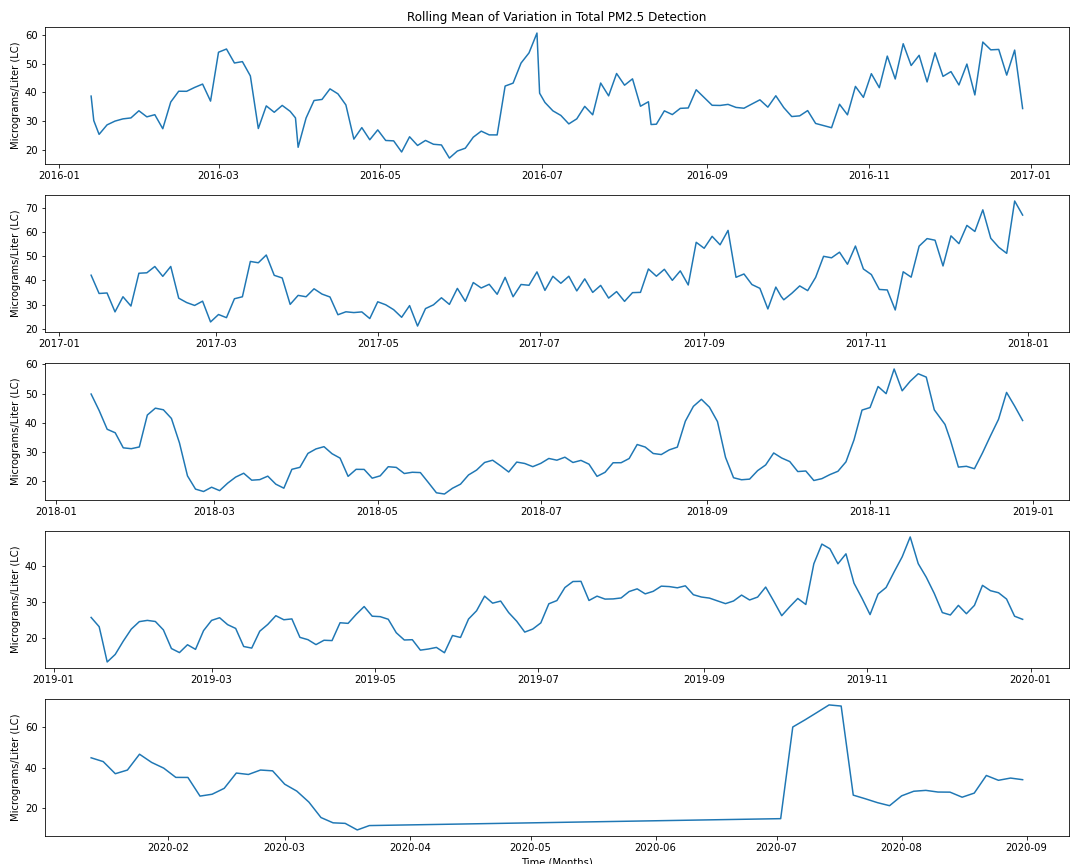 Rolling Mean of Variation in Total PM2.5 Detection
Micrograms/Liter (LC)
60
50
40
30
20
2016-01 2016-03 2016-05 2016-07 2016-09 2016-11 2017-01
Micrograms/Liter (LC)
70
60
50
40
30
20
2017-01 2017-03 2017-05 2017-07 2017-09 2017-11 2018-01
Micrograms/Liter (LC)
60
50
40
30
20
2018-01 2018-03 2018-05 2018-07 2018-09 2018-11 2019-01
Micrograms/Liter (LC)
40
30
20
2019-01 2019-03 2019-05 2019-07 2019-09 2019-11 2020-01
Micrograms/Liter (LC)
60
40
20
2020-02 2020-03 2020-04 2020-05 2020-06 2020-07 2020-08 2020-09
Time (Months)